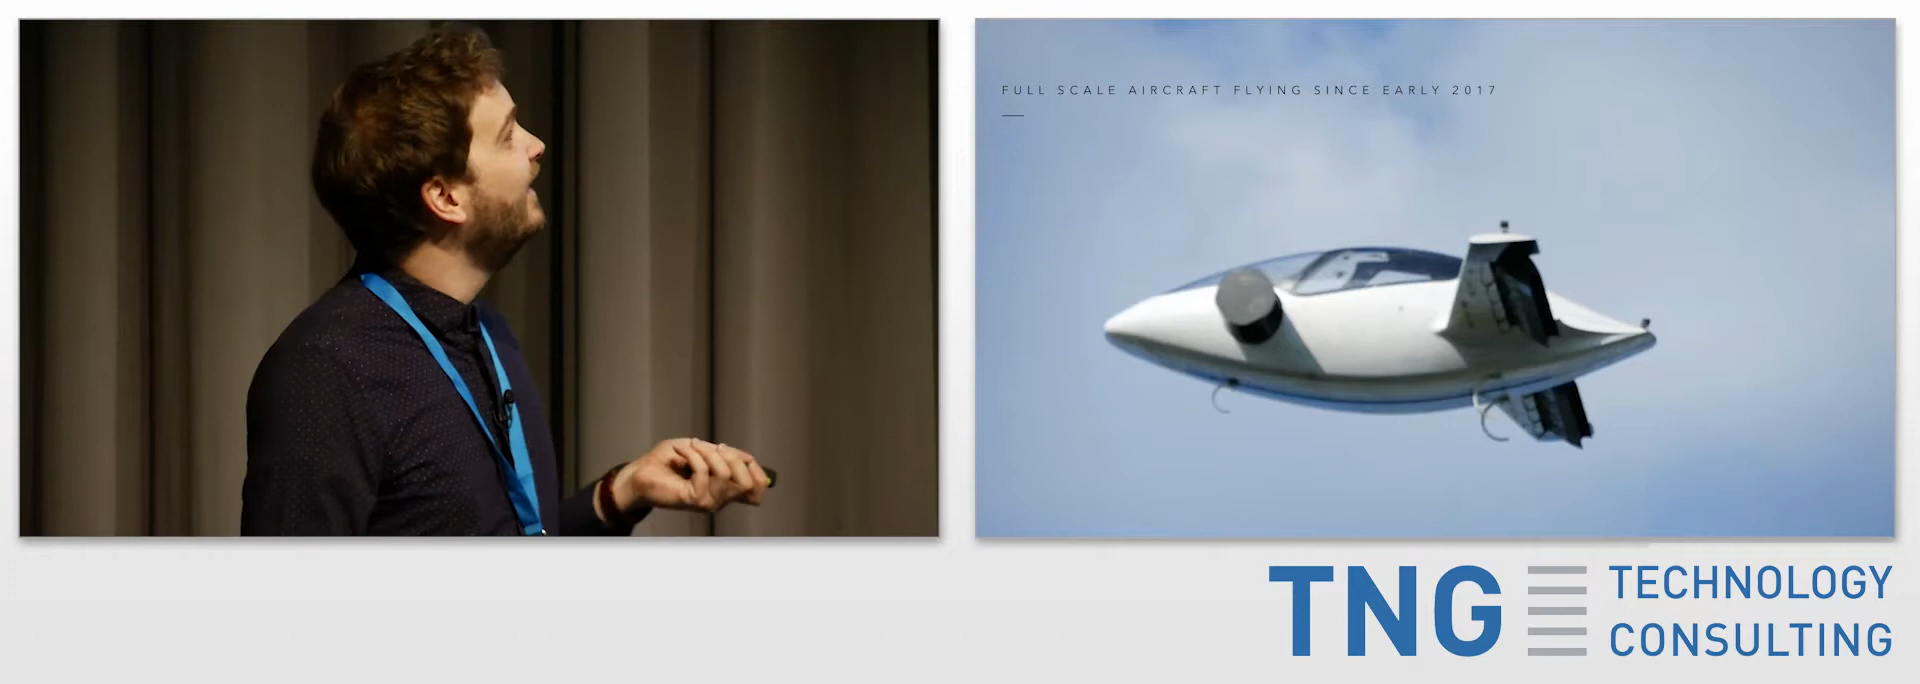 FULL SCALE AIRCRAFT FLYING SINCE EARLY 2017
TNG TECHNOLOGY
CONSULTING